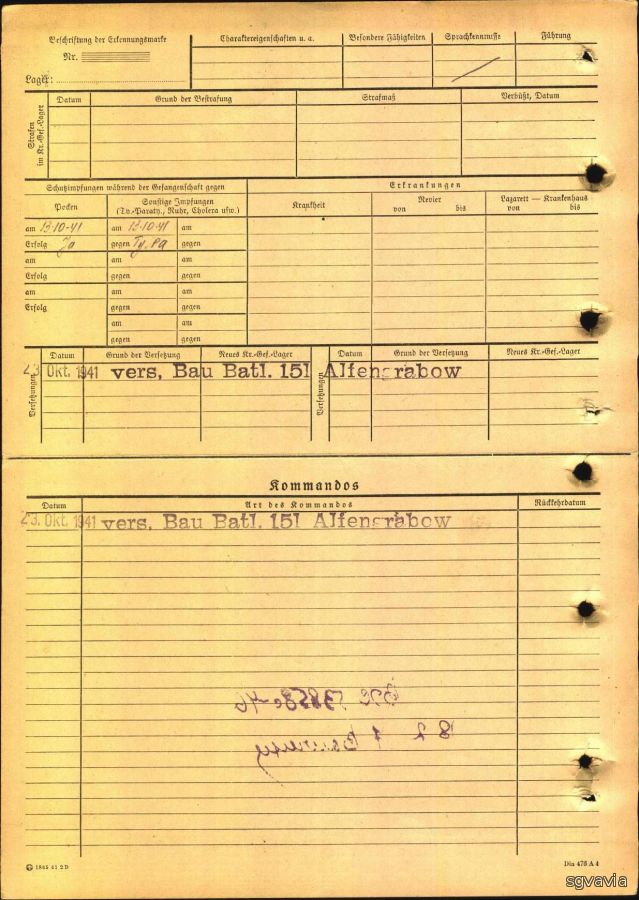 Beschriftung der Erkennungsmarke
Nr.
Lager:
Charaktereigenschaften u. a.
Besondere Fähigkeiten
Sprachkenntnisse
Führung
Strafen
im Kr.-Gef.-Lager
Datum
Grund der Bestrafung
Strafmaß
Verbüßt, Datum
Schutzimpfungen während der Gefangenschaft gegen
Erkrankungen
Pocken
Sonstige Impfungen
(Ty.-Paraty., Ruhr, Cholera usw.)
Krankheit
Revier
von bis
Lazarett — Krankenhaus
von bis
am 13.10.41 am 13.10.41 am
Erfolg Ja gegen Ty, Pa gegen
am am am
Erfolg gegen gegen
am am am
Erfolg gegen gegen
am am
gegen gegen
Versetzungen
Datum Grund der Versetzung Neues Kr.-Gef.-Lager
Versetzungen
Datum Grund der Versetzung Neues Kr.-Gef.-Lager
23 Okt. 1941 vers, Bau Batl. 151 Altengrabow
Kommandos
Datum Art des Kommandos Rückkehrdatum
23. Okt. 1941 vers, Bau Batl. 151 Altengrabow
1865 41 2D
Din 476 A 4
sgvavia